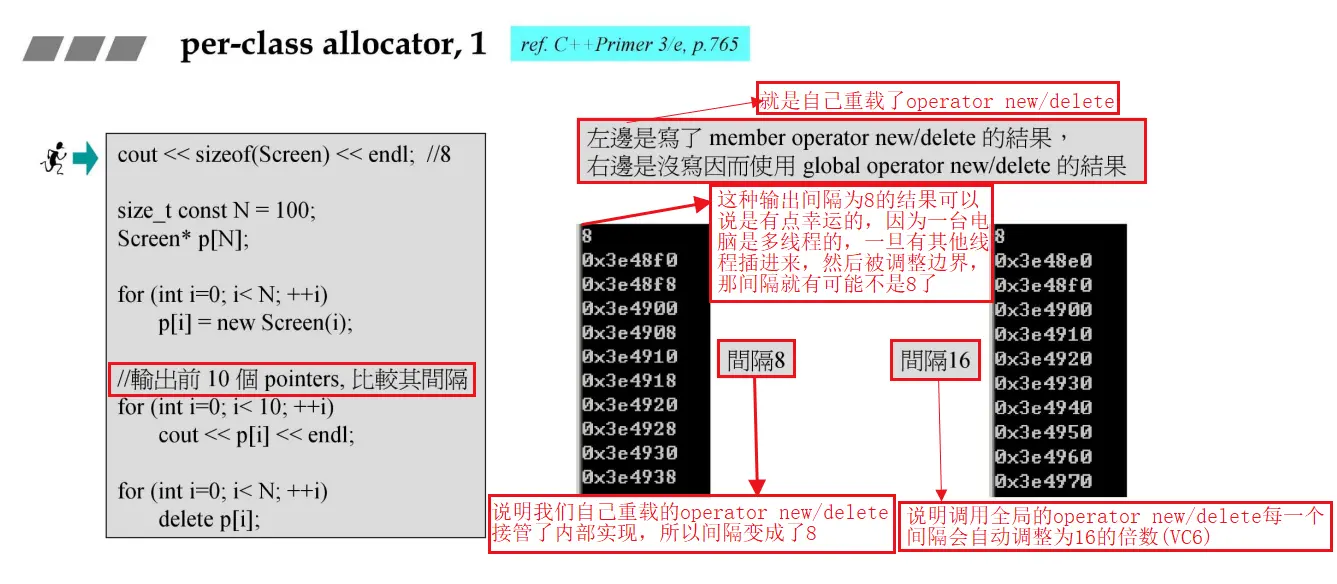 per-class allocator, 1
ref. C++Primer 3/e, p.765
就是自己重载了operator new/delete
左邊是寫了 member operator new/delete 的結果，
右邊是沒寫因而使用 global operator new/delete 的結果
cout << sizeof(Screen) << endl; //8
size_t const N = 100;
Screen* p[N];
for (int i=0; i< N; ++i)
p[i] = new Screen(i);
//輸出前 10 個 pointers, 比較其間隔
for (int i=0; i< 10; ++i)
cout << p[i] << endl;
for (int i=0; i< N; ++i)
delete p[i];
这种输出间隔为8的结果可以
说是有点幸运的，因为一台电
脑是多线程的，一旦有其他线
程插进来，然后被调整边界，
那间隔就有可能不是8了
8
0x3e48f0
0x3e48f8
0x3e4900
0x3e4908
0x3e4910
0x3e4918
0x3e4920
0x3e4928
0x3e4930
0x3e4938
間隔8
間隔16
8
0x3e48e0
0x3e48f0
0x3e4900
0x3e4910
0x3e4920
0x3e4930
0x3e4940
0x3e4950
0x3e4960
0x3e4970
说明我们自己重载的operator new/delete
接管了内部实现，所以间隔变成了8
说明调用全局的operator new/delete每一个
间隔会自动调整为16的倍数(VC6)